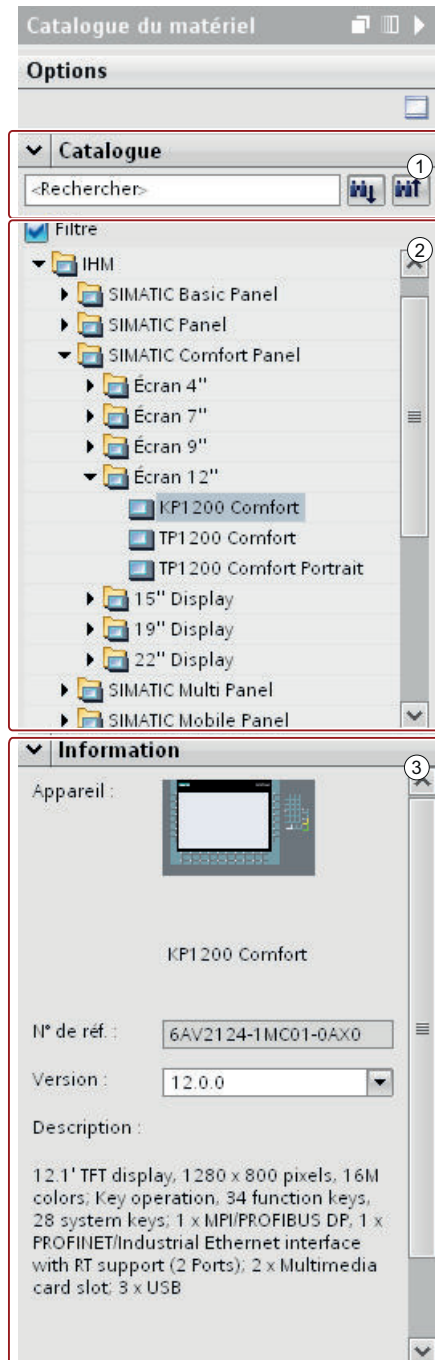 Catalogue du matériel
Options
Catalogue
1
<Rechercher>
Filtre
2
IHM
SIMATIC Basic Panel
SIMATIC Panel
SIMATIC Comfort Panel
Écran 4''
Écran 7''
Écran 9''
Écran 12''
KP1200 Comfort
TP1200 Comfort
TP1200 Comfort Portrait
15'' Display
19'' Display
22'' Display
SIMATIC Multi Panel
SIMATIC Mobile Panel
Information
3
Appareil :
KP1200 Comfort
N° de réf. :
6AV2124-1MC01-0AX0
Version :
12.0.0
Description :
12.1' TFT display, 1280 x 800 pixels, 16M
colors; Key operation, 34 function keys,
28 system keys; 1 x MPI/PROFIBUS DP, 1 x
PROFINET/Industrial Ethernet interface
with RT support (2 Ports); 2 x Multimedia
card slot; 3 x USB